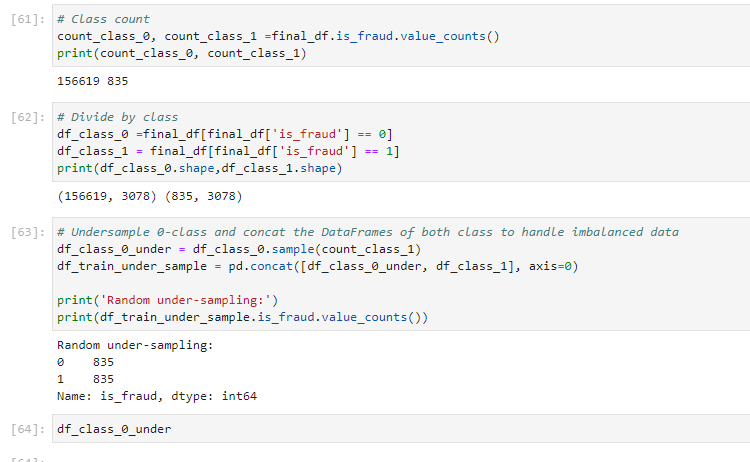 [61]: # Class count
count_class_0, count_class_1 =final_df.is_fraud.value_counts()
print(count_class_0, count_class_1)
156619 835
[62]: # Divide by class
df_class_0 =final_df[final_df['is_fraud'] == 0]
df_class_1 = final_df[final_df['is_fraud'] == 1]
print(df_class_0.shape,df_class_1.shape)
(156619, 3078) (835, 3078)
[63]: # Undersample 0-class and concat the DataFrames of both class to handle imbalanced data
df_class_0_under = df_class_0.sample(count_class_1)
df_train_under_sample = pd.concat([df_class_0_under, df_class_1], axis=0)
print('Random under-sampling:')
print(df_train_under_sample.is_fraud.value_counts())
Random under-sampling:
0    835
1    835
Name: is_fraud, dtype: int64
[64]: df_class_0_under